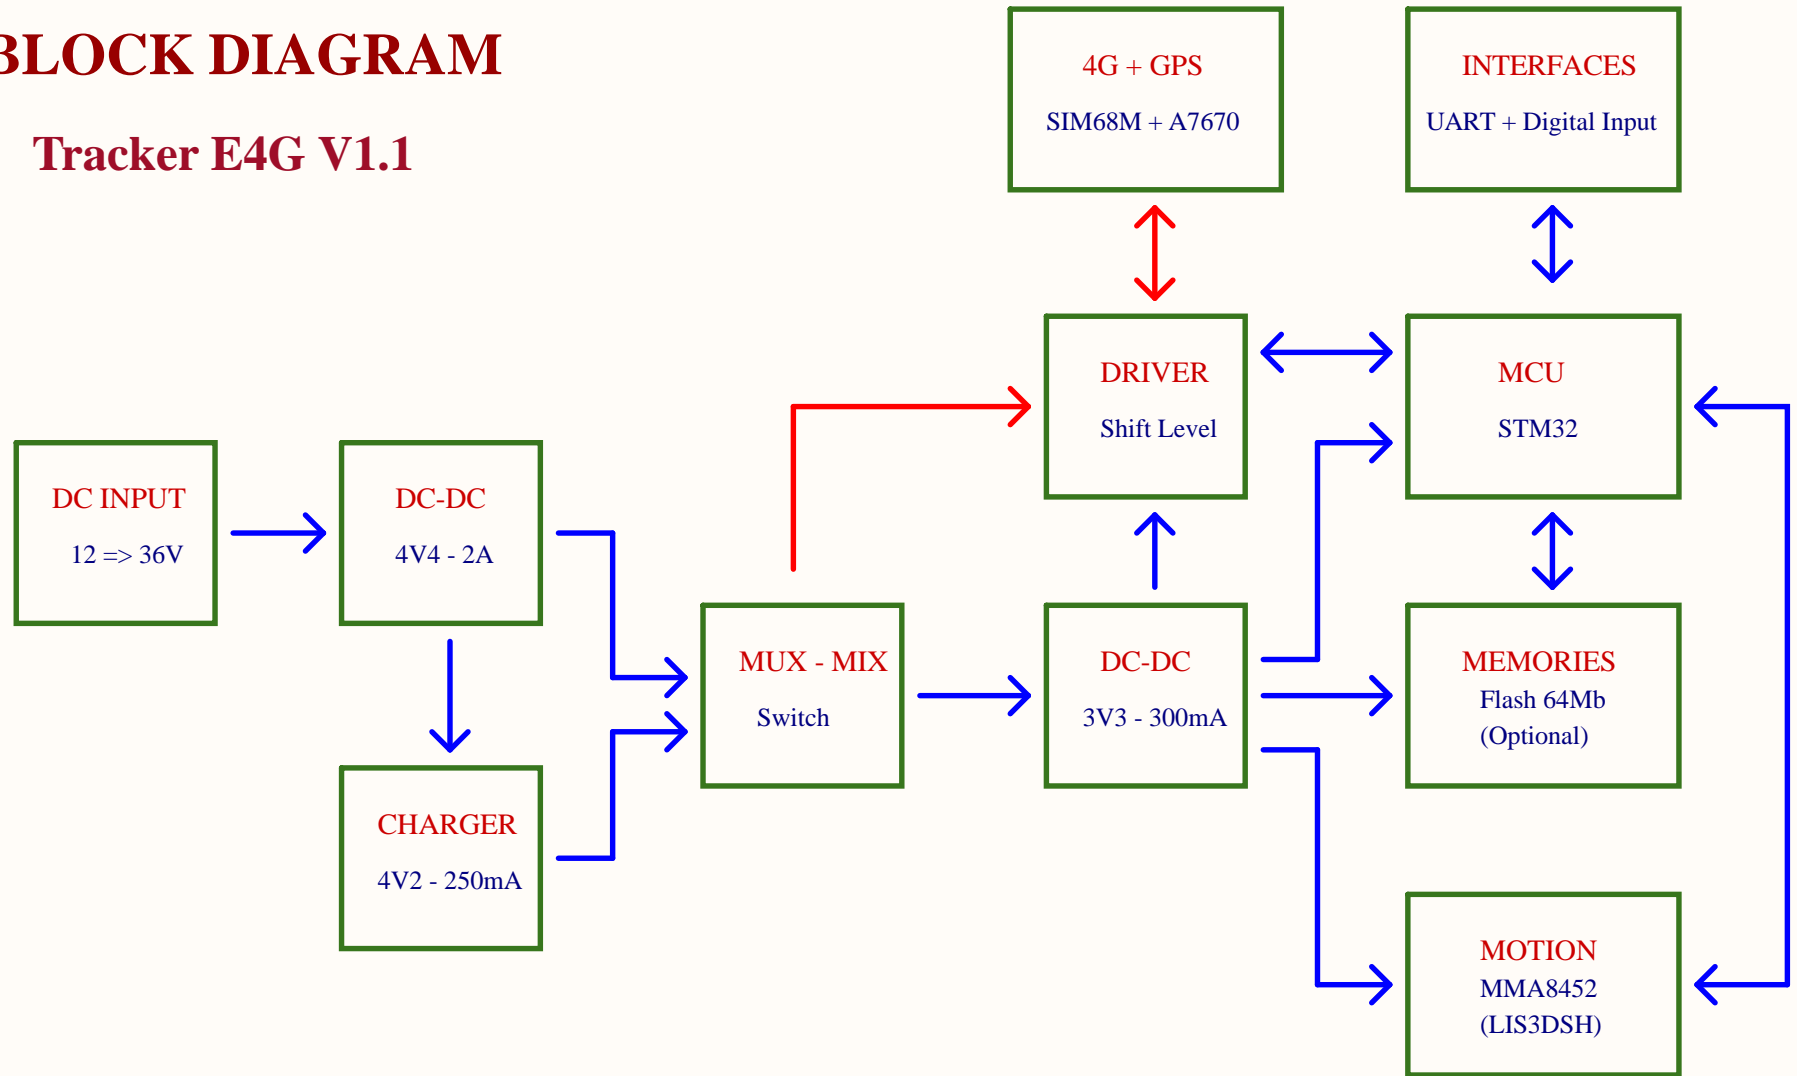 BLOCK DIAGRAM
Tracker E4G V1.1
4G + GPS
SIM68M + A7670
INTERFACES
UART + Digital Input
DRIVER
Shift Level
MCU
STM32
DC INPUT
12 => 36V
DC-DC
4V4 - 2A
MUX - MIX
Switch
DC-DC
3V3 - 300mA
MEMORIES
Flash 64Mb
(Optional)
CHARGER
4V2 - 250mA
MOTION
MMA8452
(LIS3DSH)